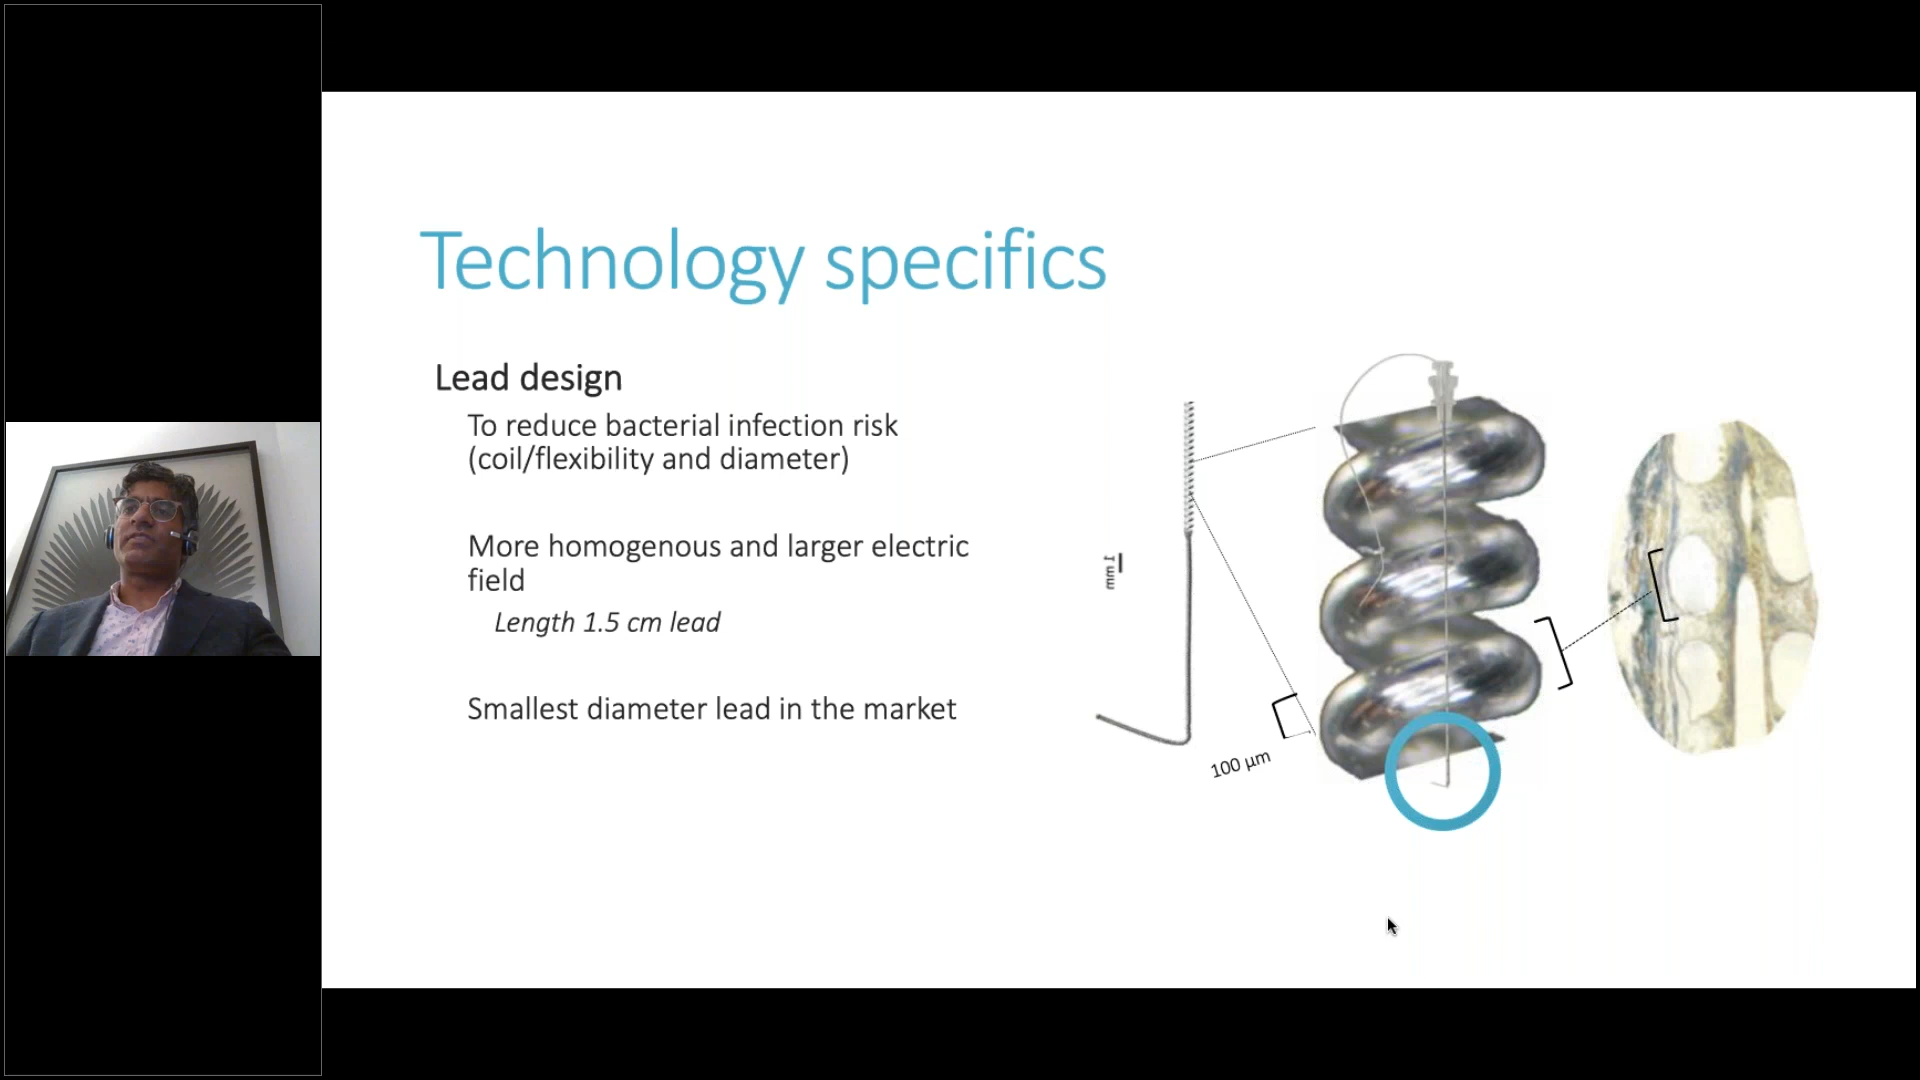 Technology specifics
Lead design
To reduce bacterial infection risk
(coil/flexibility and diameter)
More homogenous and larger electric
field
Length 1.5 cm lead
Smallest diameter lead in the market
1 mm
100 µm